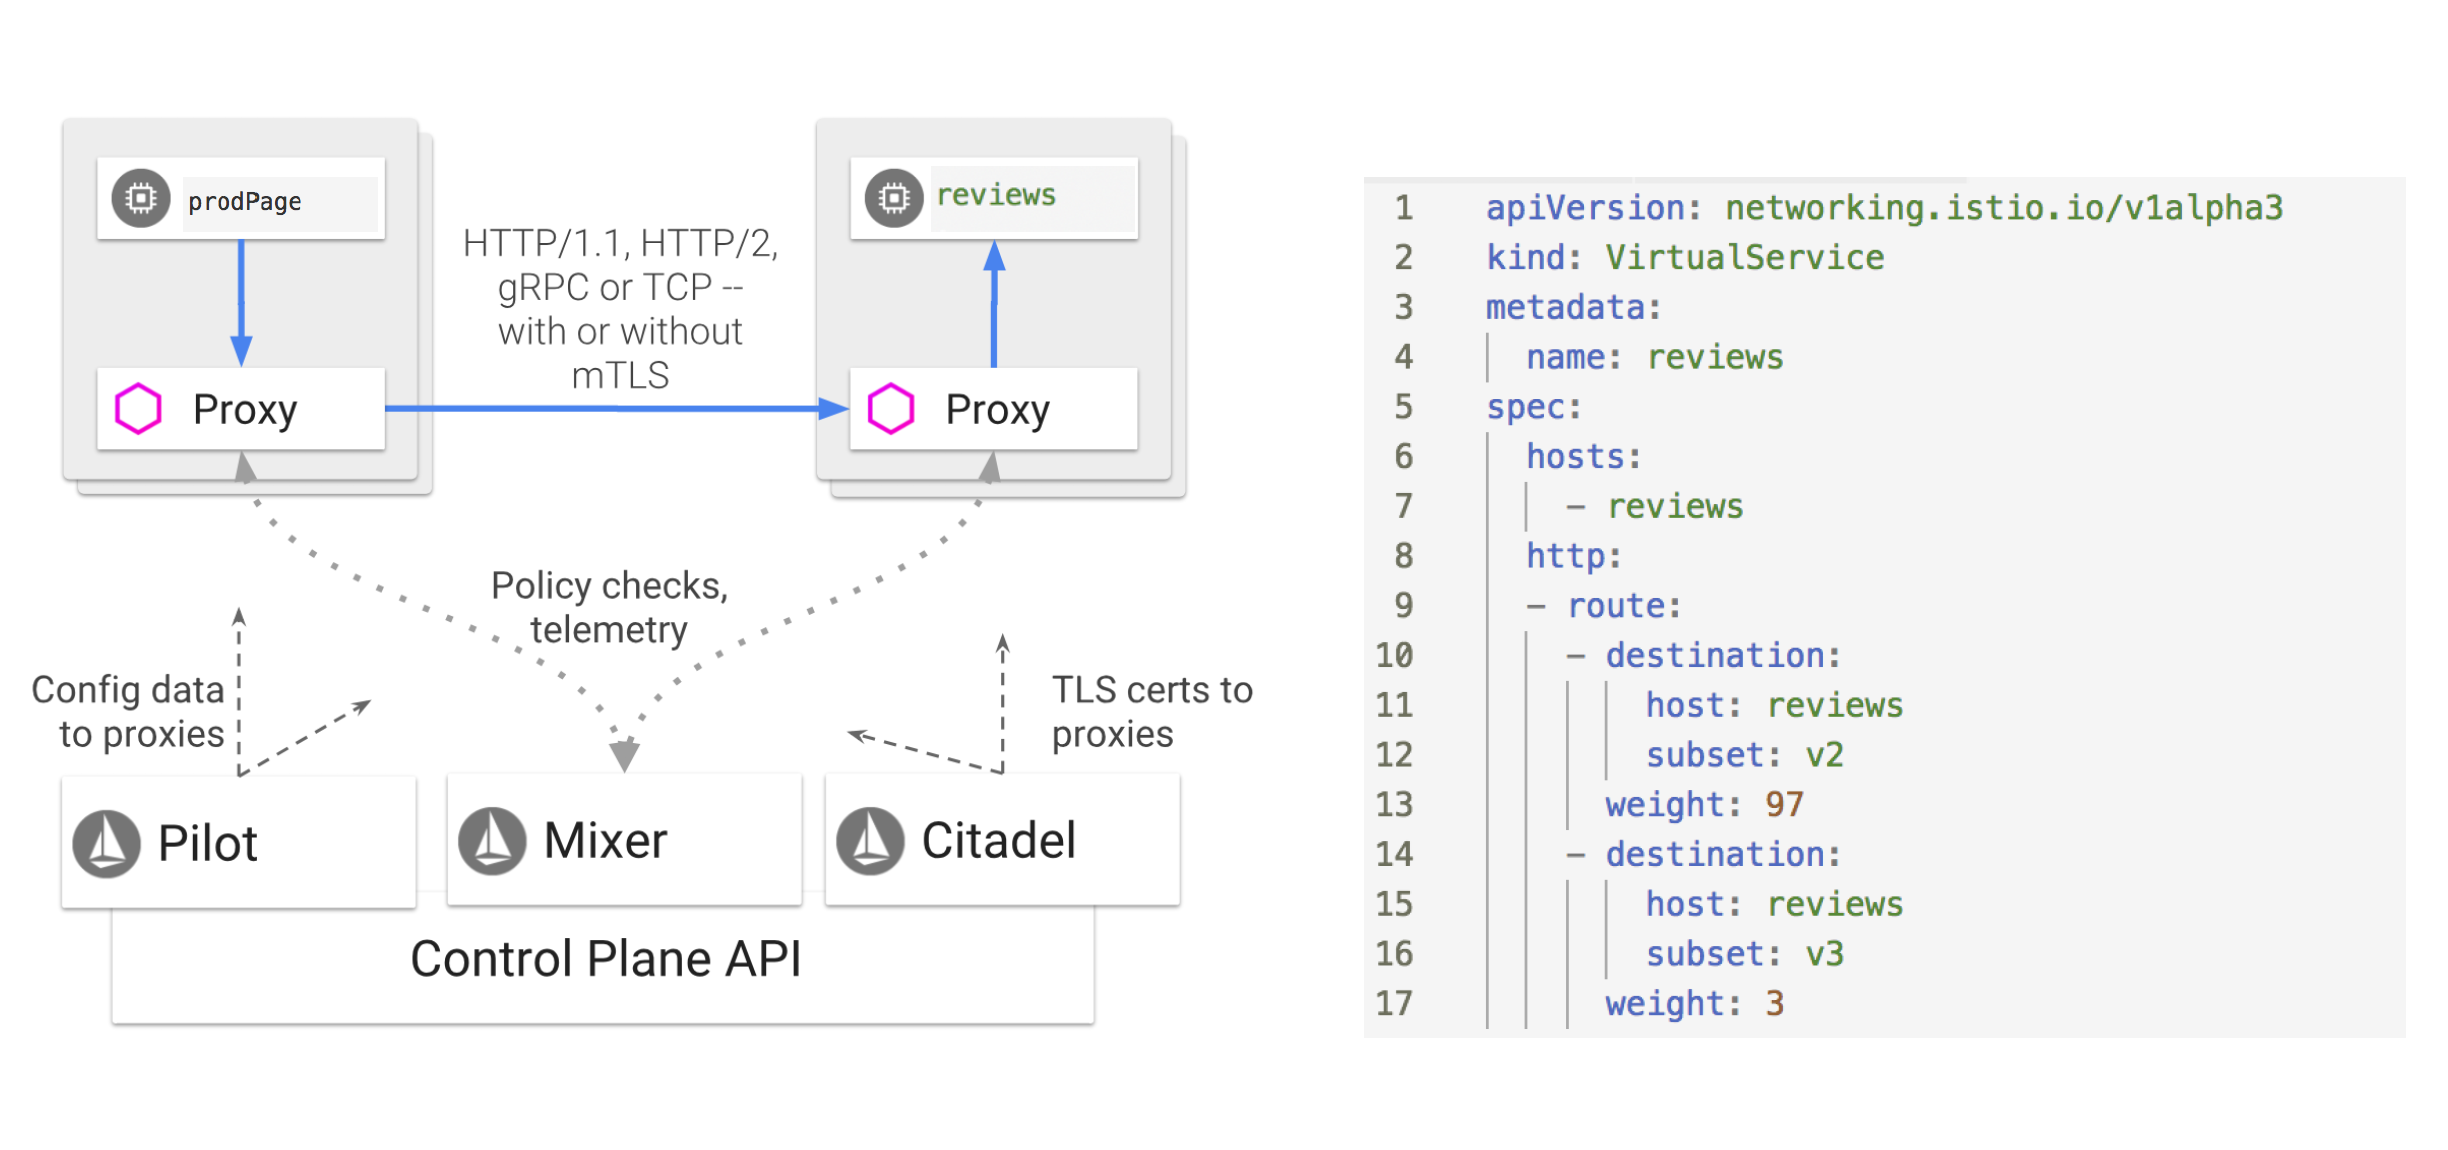 prodPage
Proxy
HTTP/1.1, HTTP/2,
gRPC or TCP --
with or without
mTLS
reviews
Proxy
Policy checks,
telemetry
Config data
to proxies
TLS certs to
proxies
Pilot
Mixer
Citadel
Control Plane API
1 apiVersion: networking.istio.io/v1alpha3
2 kind: VirtualService
3 metadata:
4 name: reviews
5 spec:
6 hosts:
7 - reviews
8 http:
9 - route:
10 - destination:
11 host: reviews
12 subset: v2
13 weight: 97
14 - destination:
15 host: reviews
16 subset: v3
17 weight: 3